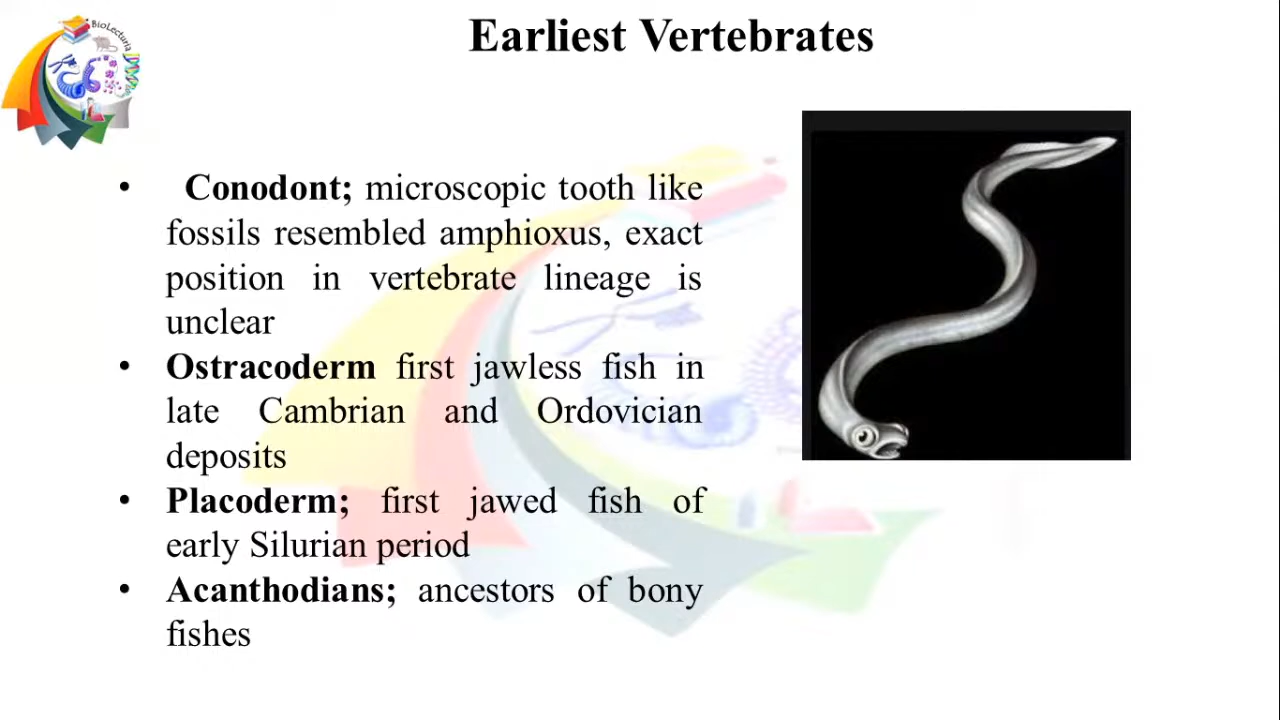 Earliest Vertebrates
BioLecturia
• Conodont; microscopic tooth like
fossils resembled amphioxus, exact
position in vertebrate lineage is
unclear
• Ostracoderm first jawless fish in
late Cambrian and Ordovician
deposits
• Placoderm; first jawed fish of
early Silurian period
• Acanthodians; ancestors of bony
fishes